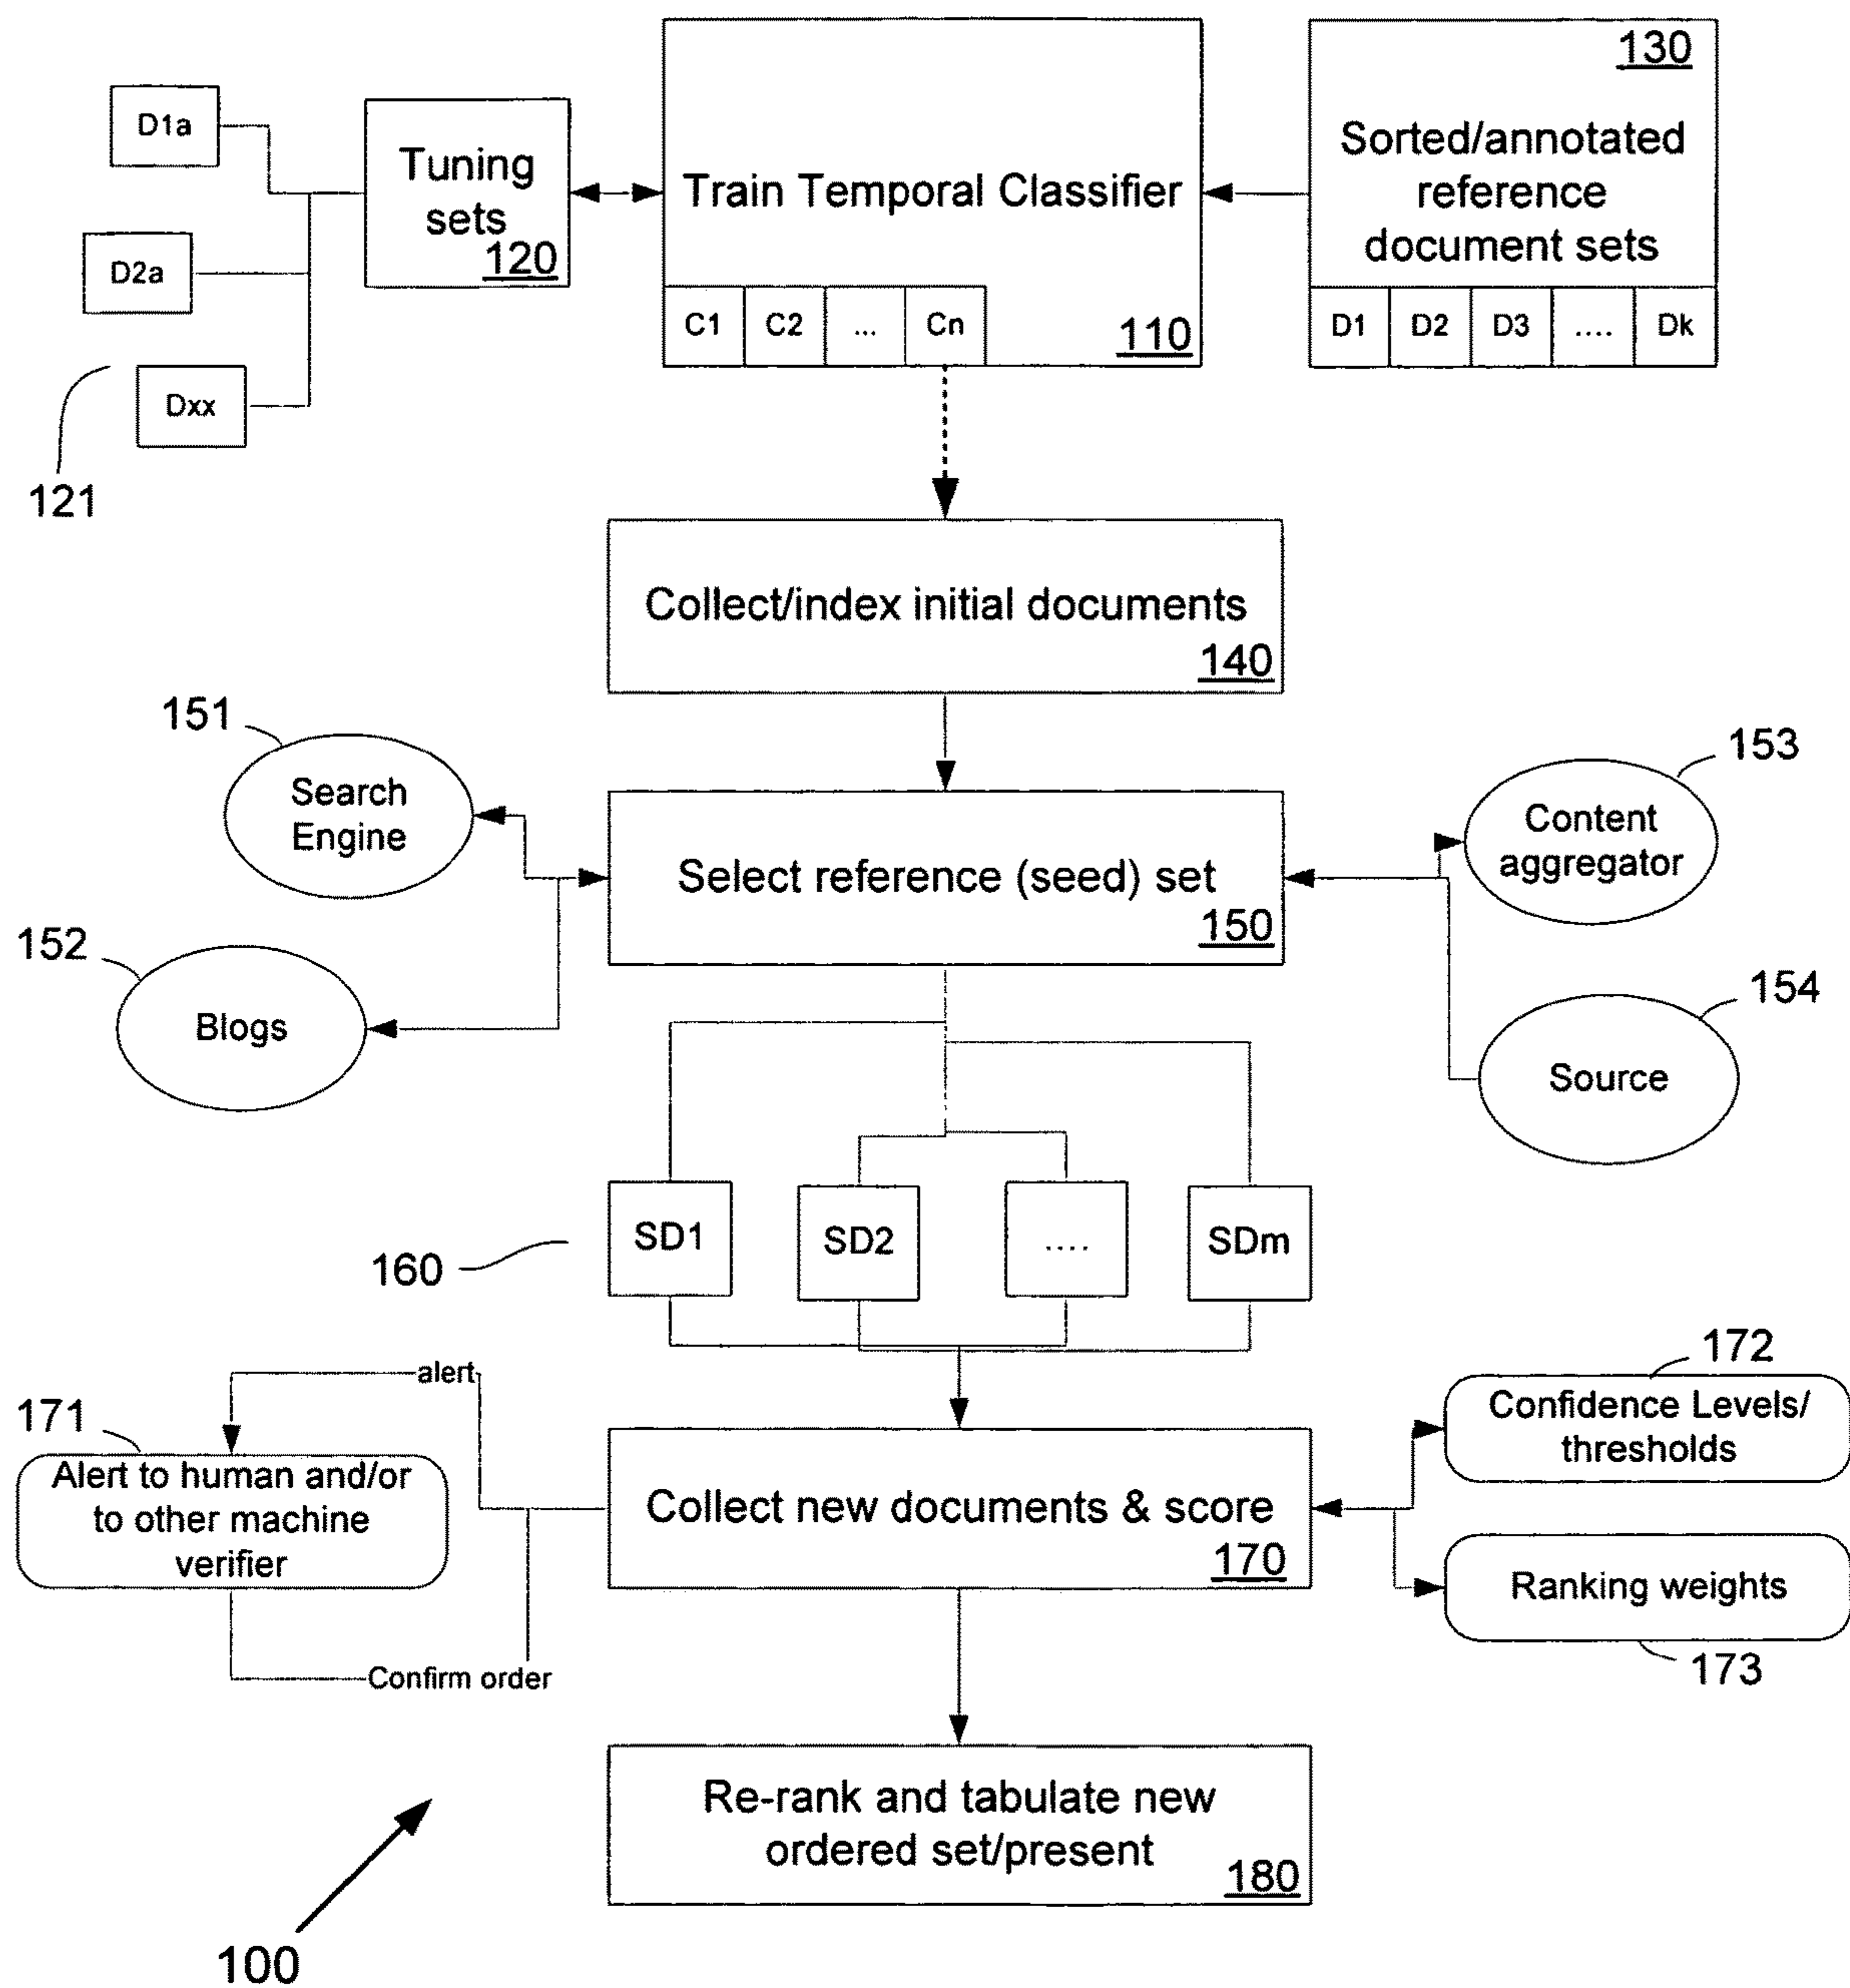 130
D1a
Tuning
sets
120
Train Temporal Classifier
Sorted/annotated
reference
document sets
D2a
C1
C2
...
Cn
110
D1
D2
D3
....
Dk
Dxx
121
Collect/index initial documents
140
151
Search
Engine
153
Content
aggregator
Select reference (seed) set
150
152
Blogs
154
Source
160
SD1
SD2
....
SDm
alert
171
Alert to human and/or
to other machine
verifier
172
Confidence Levels/
thresholds
Collect new documents & score
170
Ranking weights
173
Confirm order
Re-rank and tabulate new
ordered set/present
180
100